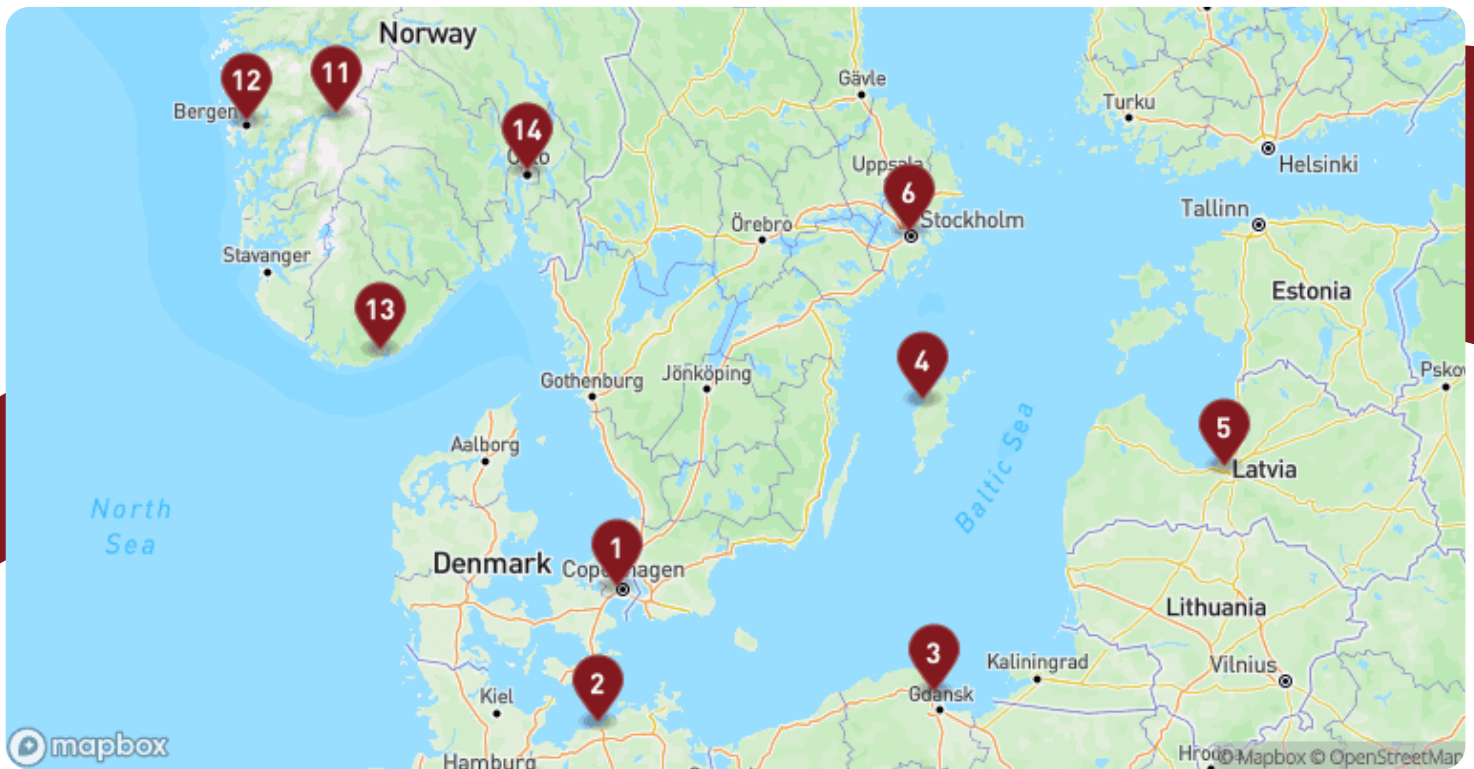 Norway
12
11
Bergen
Gävle
Turku
14
Helsinki
Uppsala
6
Stockholm
Tallinn
Örebro
Stavanger
Estonia
13
4
Gothenburg
Jönköping
5
Aalborg
Latvia
Baltic Sea
North
Sea
1
Denmark
Copenhagen
Lithuania
3
Kaliningrad
Vilnius
2
Kiel
Gdansk
mapbox
Hamburg
© Mapbox © OpenStreetMap